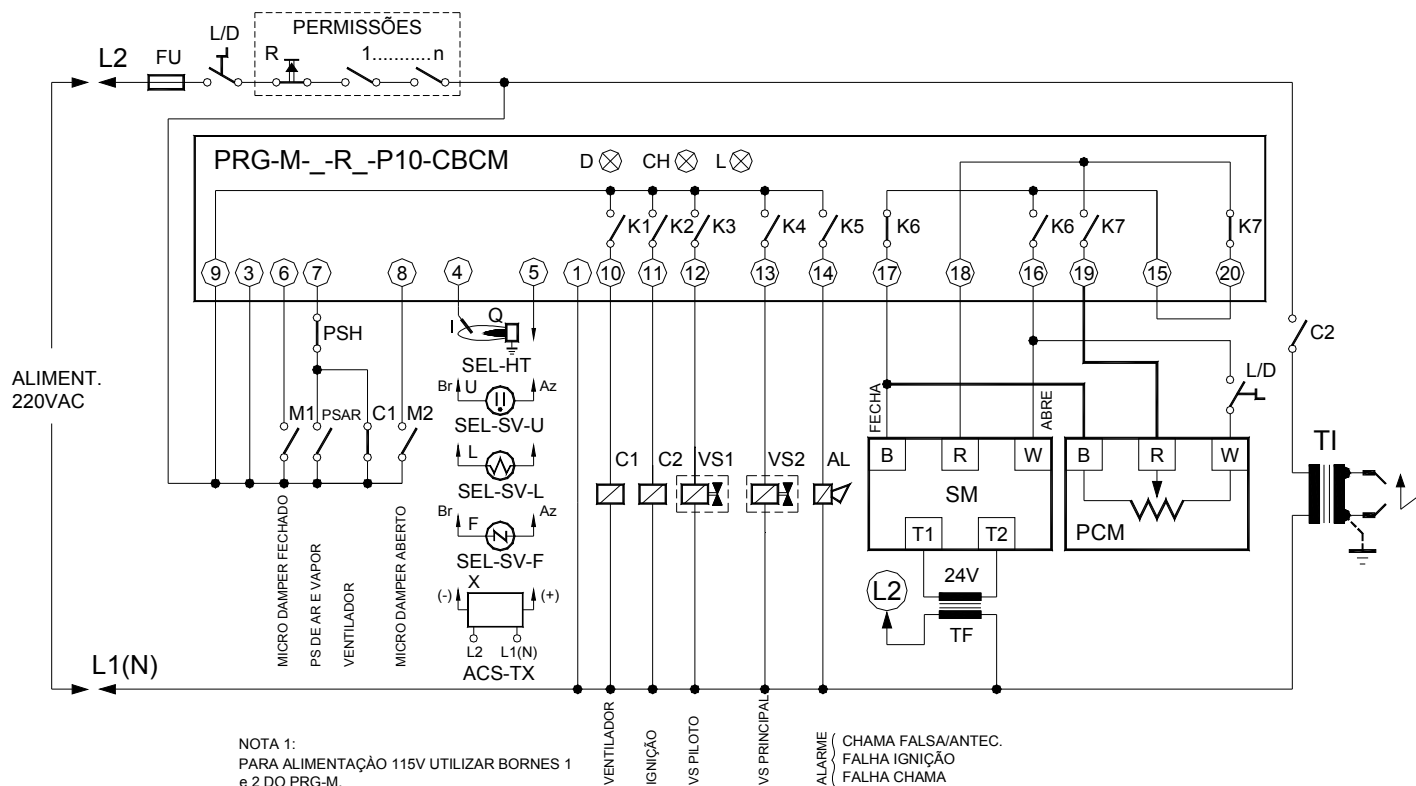 L/D
PERMISSÕES
L2
FU
R
1...........n
PRG-M-_-R_-P10-CBCM
D
CH
L
K1
K2
K3
K4
K5
K6
K6
K7
K7
9
3
6
7
8
4
5
1
10
11
12
13
14
17
18
16
19
15
20
PSH
I
Q
SEL-HT
C2
ALIMENT.
220VAC
Br
U
Az
SEL-SV-U
L/D
M1
PSAR
C1
M2
FECHA
ABRE
TI
L
SEL-SV-L
C1
C2
VS1
VS2
AL
B
R
W
SM
T1
T2
B
R
W
PCM
Br
F
Az
SEL-SV-F
MICRO DAMPER FECHADO
PS DE AR E VAPOR
VENTILADOR
MICRO DAMPER ABERTO
(-)
X
(+)
L2
L1(N)
ACS-TX
L2
24V
TF
L1(N)
VENTILADOR
IGNIÇÃO
VS PILOTO
VS PRINCIPAL
ALARME
CHAMA FALSA/ANTEC.
FALHA IGNIÇÃO
FALHA CHAMA
NOTA 1:
PARA ALIMENTAÇÀO 115V UTILIZAR BORNES 1
e 2 DO PRG-M.